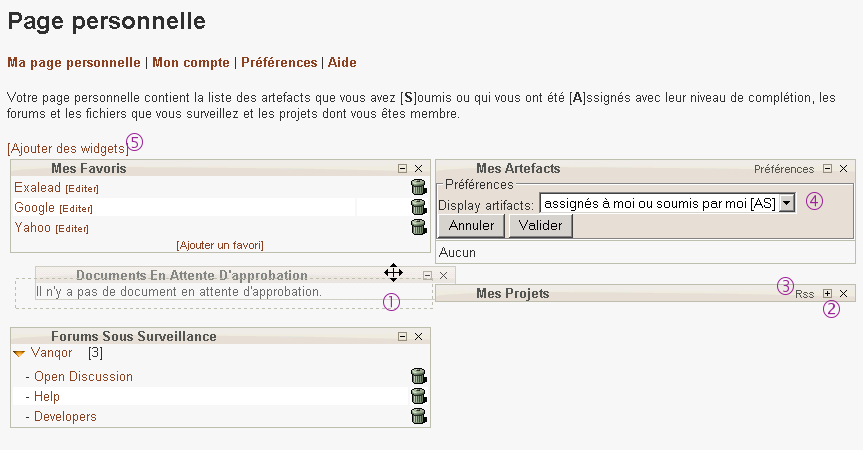 Page personnelle
Ma page personnelle | Mon compte | Préférences | Aide
Votre page personnelle contient la liste des artefacts que vous avez [S]oumis ou qui vous ont été [A]ssignés avec leur niveau de complétion, les
forums et les fichiers que vous surveillez et les projets dont vous êtes membre.
[Ajouter des widgets] 5
Mes Favoris
Exalead [Editer]
Google [Editer]
Yahoo [Editer]
[Ajouter un favori]
Mes Artefacts Préférences
Préférences
Display artifacts: assignés à moi ou soumis par moi [AS] 4
Annuler Valider
Aucun
Documents En Attente D'approbation
Il n'y a pas de document en attente d'approbation.
1
Mes Projets 3 Rss
2
Forums Sous Surveillance
Vanqor [3]
- Open Discussion
- Help
- Developers